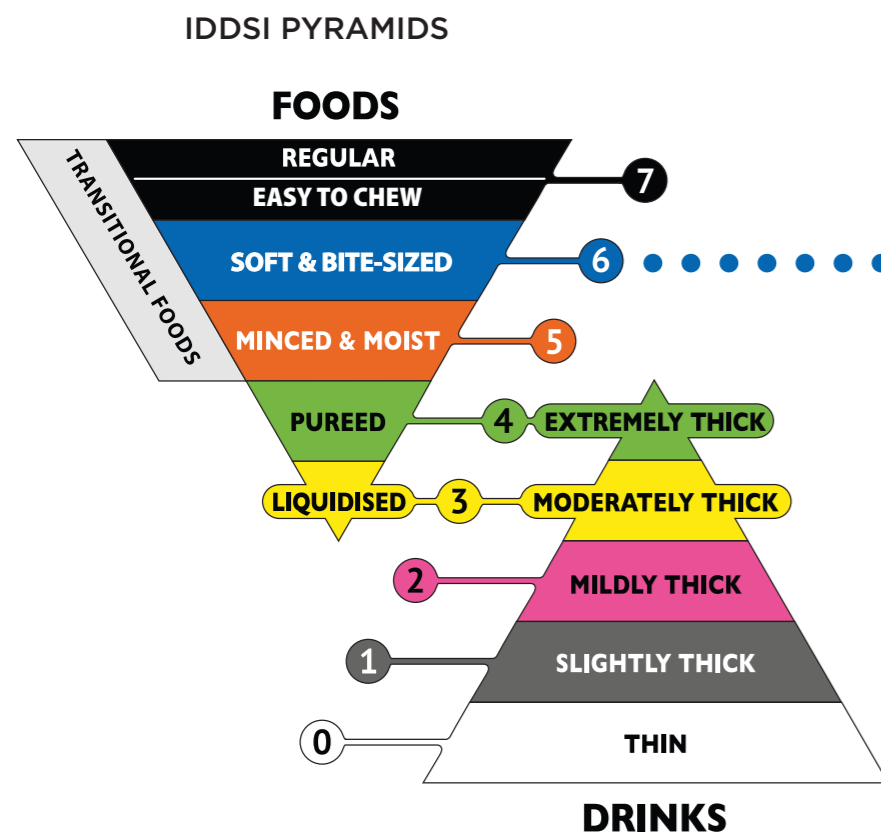 IDDSI PYRAMIDS
FOODS
TRANSITIONAL FOODS
REGULAR
EASY TO CHEW
7
SOFT & BITE-SIZED
6
MINCED & MOIST
5
PUREED
4
EXTREMELY THICK
LIQUIDISED
3
MODERATELY THICK
2
MILDLY THICK
1
SLIGHTLY THICK
0
THIN
DRINKS